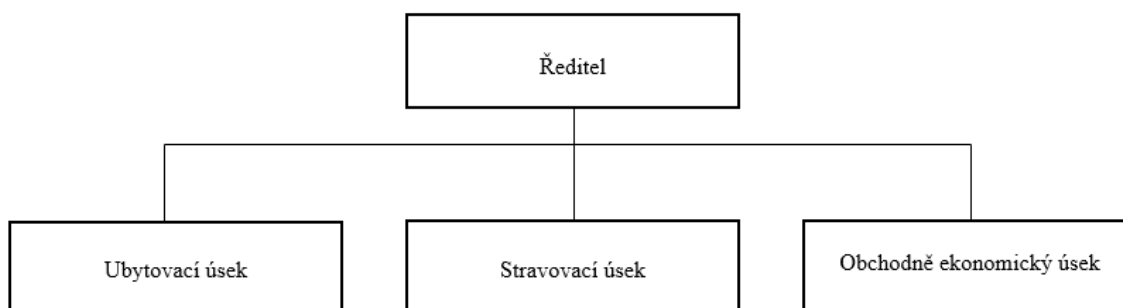 Ředitel
Ubytovací úsek
Stravovací úsek
Obchodně ekonomický úsek